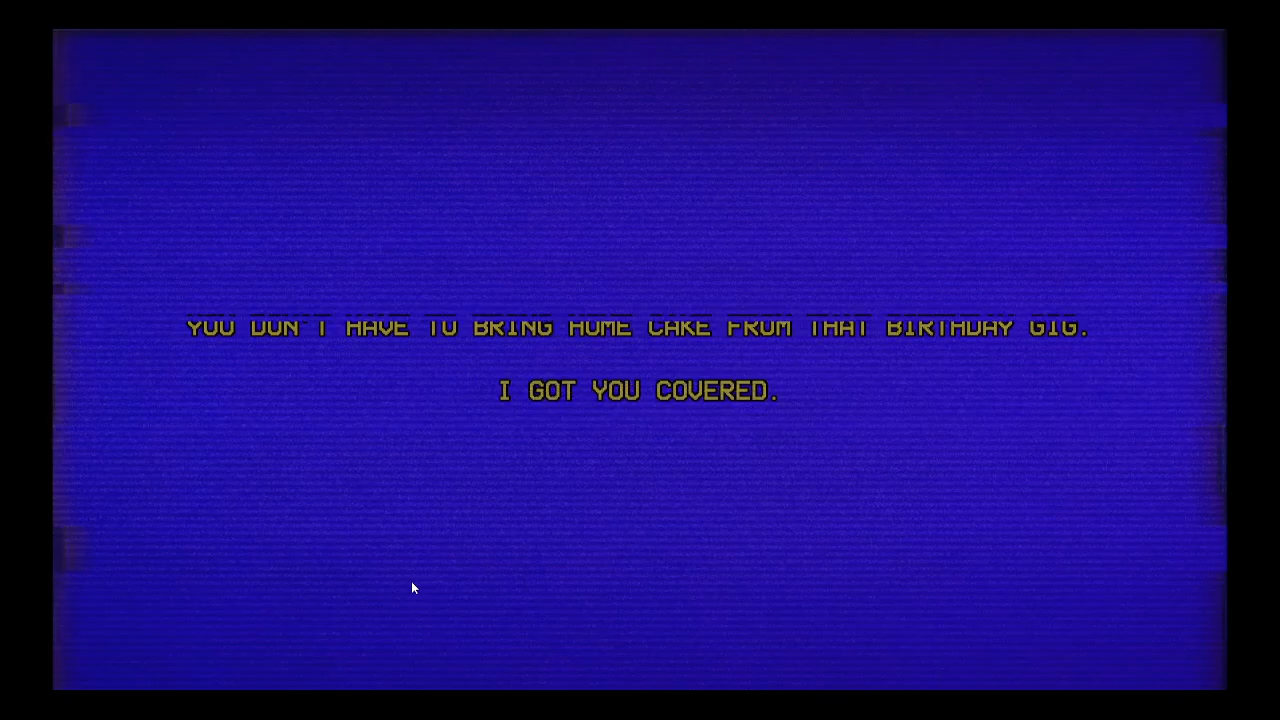 YOU DON'T HAVE TO BRING HOME CAKE FROM THAT BIRTHDAY GIG.
I GOT YOU COVERED.